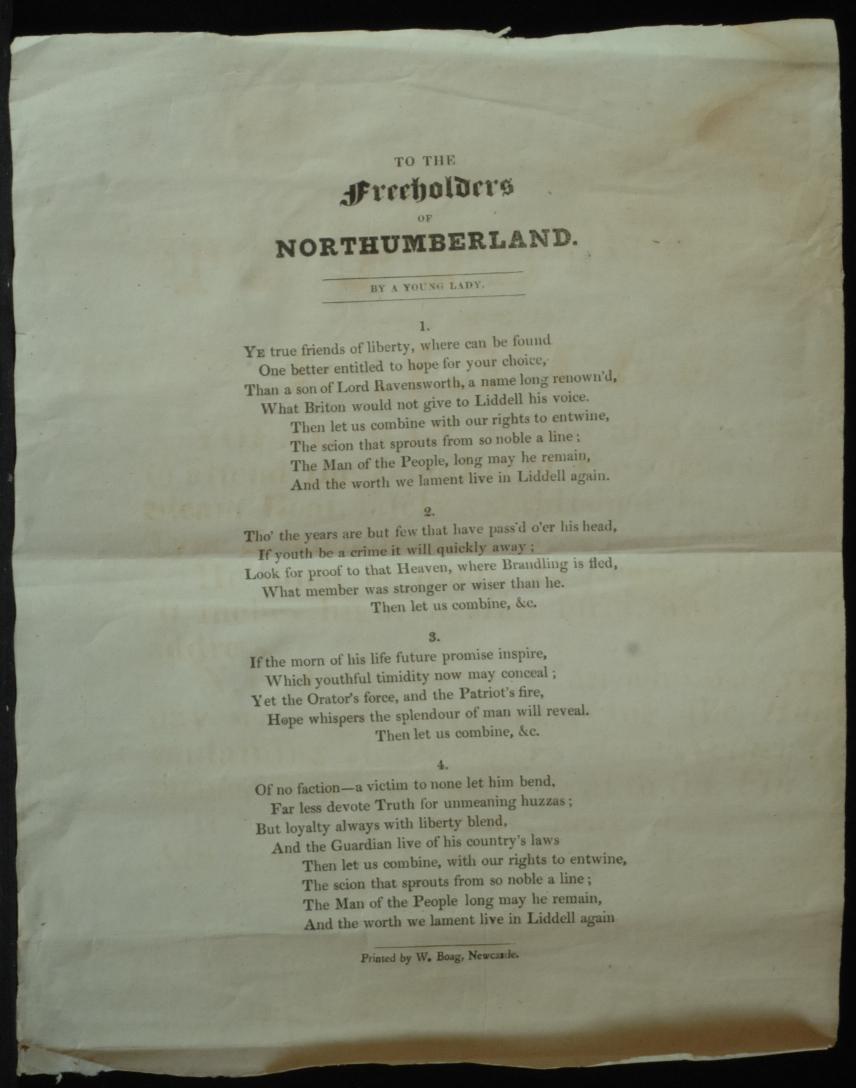 TO THE
Freeholders
OF
NORTHUMBERLAND.
BY A YOUNG LADY.
1.
YE true friends of liberty, where can be found
One better entitled to hope for your choice,
Than a son of Lord Ravensworth, a name long renown'd,
What Briton would not give to Liddell his voice.
Then let us combine with our rights to entwine,
The scion that sprouts from so noble a line;
The Man of the People, long may he remain,
And the worth we lament live in Liddell again.
2.
Tho' the years are but few that have pass'd o'er his head,
If youth be a crime it will quickly away;
Look for proof to that Heaven, where Brandling is fled,
What member was stronger or wiser than he.
Then let us combine, &c.
3.
If the morn of his life future promise inspire,
Which youthful timidity now may conceal;
Yet the Orator's force, and the Patriot's fire,
Hope whispers the splendour of man will reveal.
Then let us combine, &c.
4.
Of no faction—a victim to none let him bend,
Far less devote Truth for unmeaning huzzas;
But loyalty always with liberty blend,
And the Guardian live of his country's laws
Then let us combine, with our rights to entwine,
The scion that sprouts from so noble a line;
The Man of the People long may he remain,
And the worth we lament live in Liddell again
Printed by W. Boag, Newcastle.